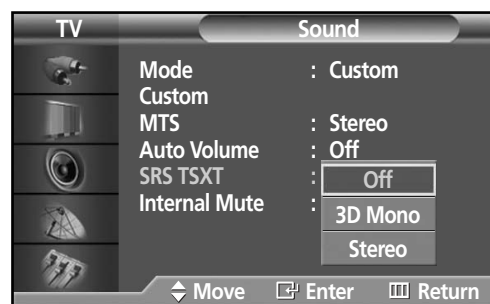 TV Sound
Mode : Custom
Custom
MTS : Stereo
Auto Volume : Off
SRS TSXT : Off
Internal Mute : 3D Mono
Stereo
Move Enter Return